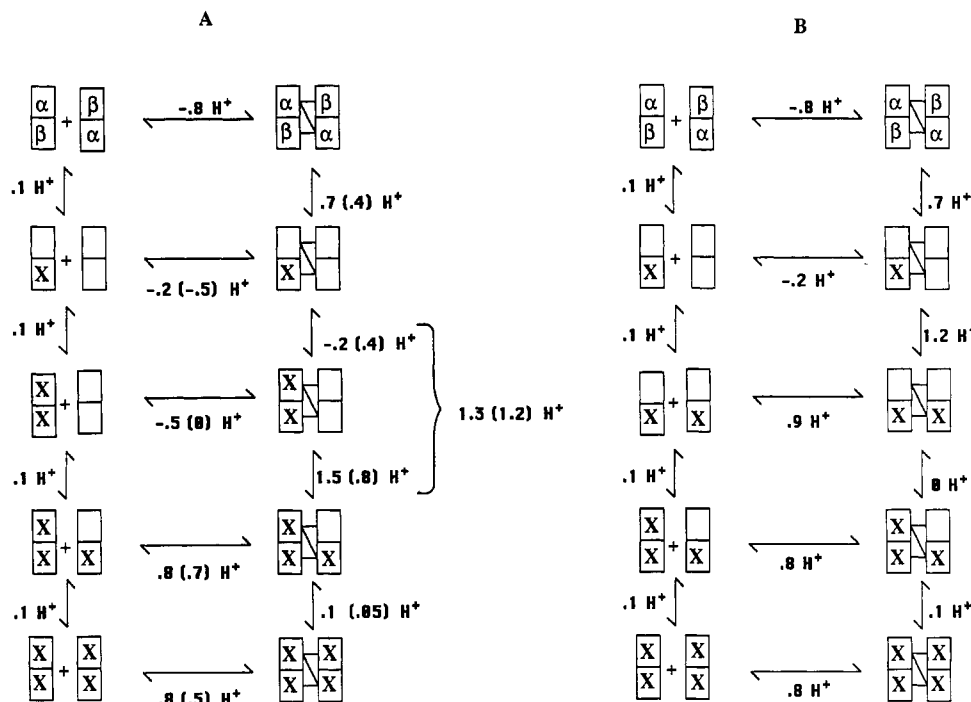 A B
α β α β α β α β
+ -.8 H⁺ + -.8 H⁺
β α β α β α β α
.1 H⁺ .7 (.4) H⁺ .1 H⁺ .7 H⁺
+ +
X X X X
-.2 (-.5) H⁺ -.2 H⁺
.1 H⁺ -.2 (.4) H⁺ .1 H⁺ 1.2 H⁺
X X
+ 1.3 (1.2) H⁺ +
X X X X X X
-.5 (0) H⁺ .9 H⁺
.1 H⁺ 1.5 (.8) H⁺ .1 H⁺ 0 H⁺
X X X X
+ +
X X X X X X X X
.8 (.7) H⁺ .8 H⁺
.1 H⁺ .1 (.05) H⁺ .1 H⁺ .1 H⁺
X X X X X X X X
+ +
X X X X X X X X
.8 (.5) H⁺ .8 H⁺